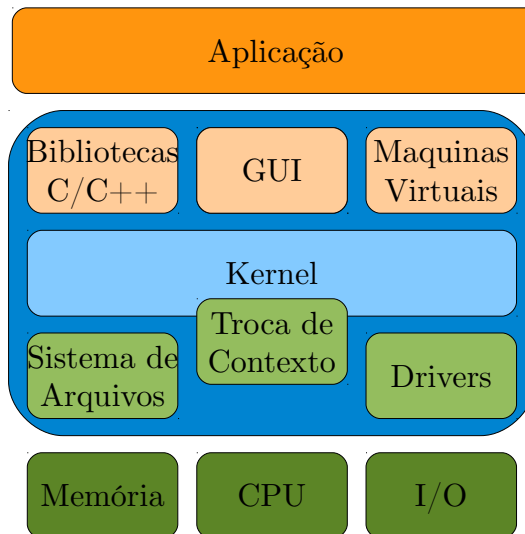 Aplicação
Bibliotecas
C/C++
GUI
Maquinas
Virtuais
Kernel
Troca de
Contexto
Sistema de
Arquivos
Drivers
Memória
CPU
I/O